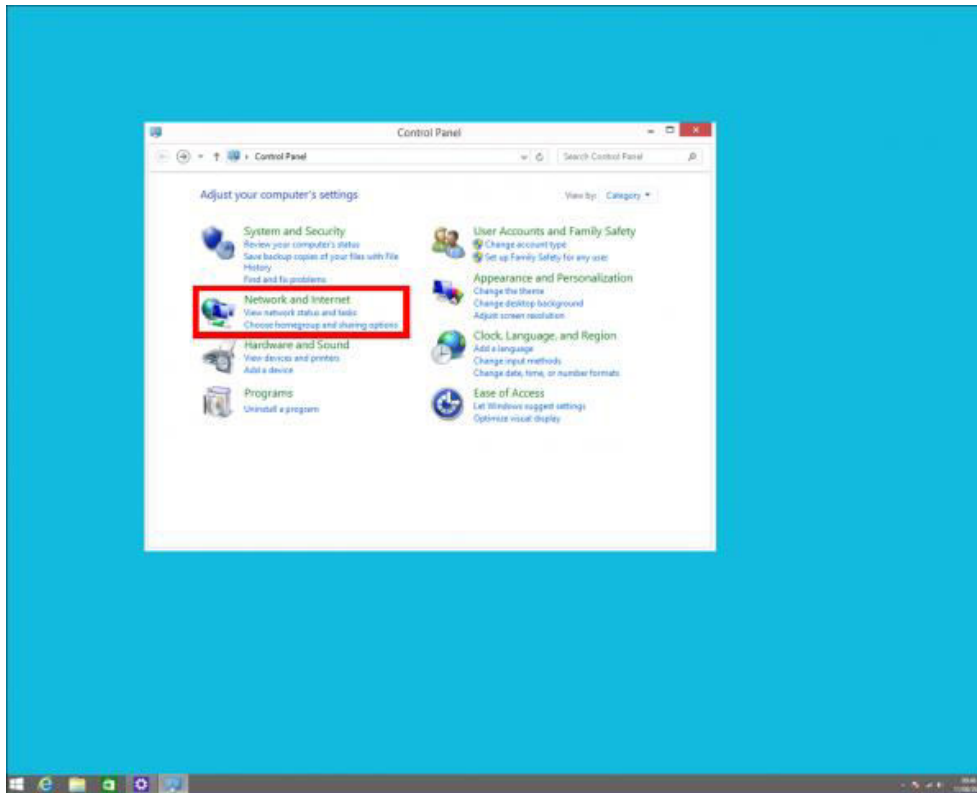 Control Panel
Control Panel
Search Control Panel
Adjust your computer's settings
View by: Category
System and Security
Review your computer's status
Save backup copies of your files with File
History
Find and fix problems
Network and Internet
View network status and tasks
Choose homegroup and sharing options
Hardware and Sound
View devices and printers
Add a device
Programs
Uninstall a program
User Accounts and Family Safety
Change account type
Set up Family Safety for any user
Appearance and Personalization
Change the theme
Change desktop background
Adjust screen resolution
Clock, Language, and Region
Add a language
Change input methods
Change date, time, or number formats
Ease of Access
Let Windows suggest settings
Optimize visual display